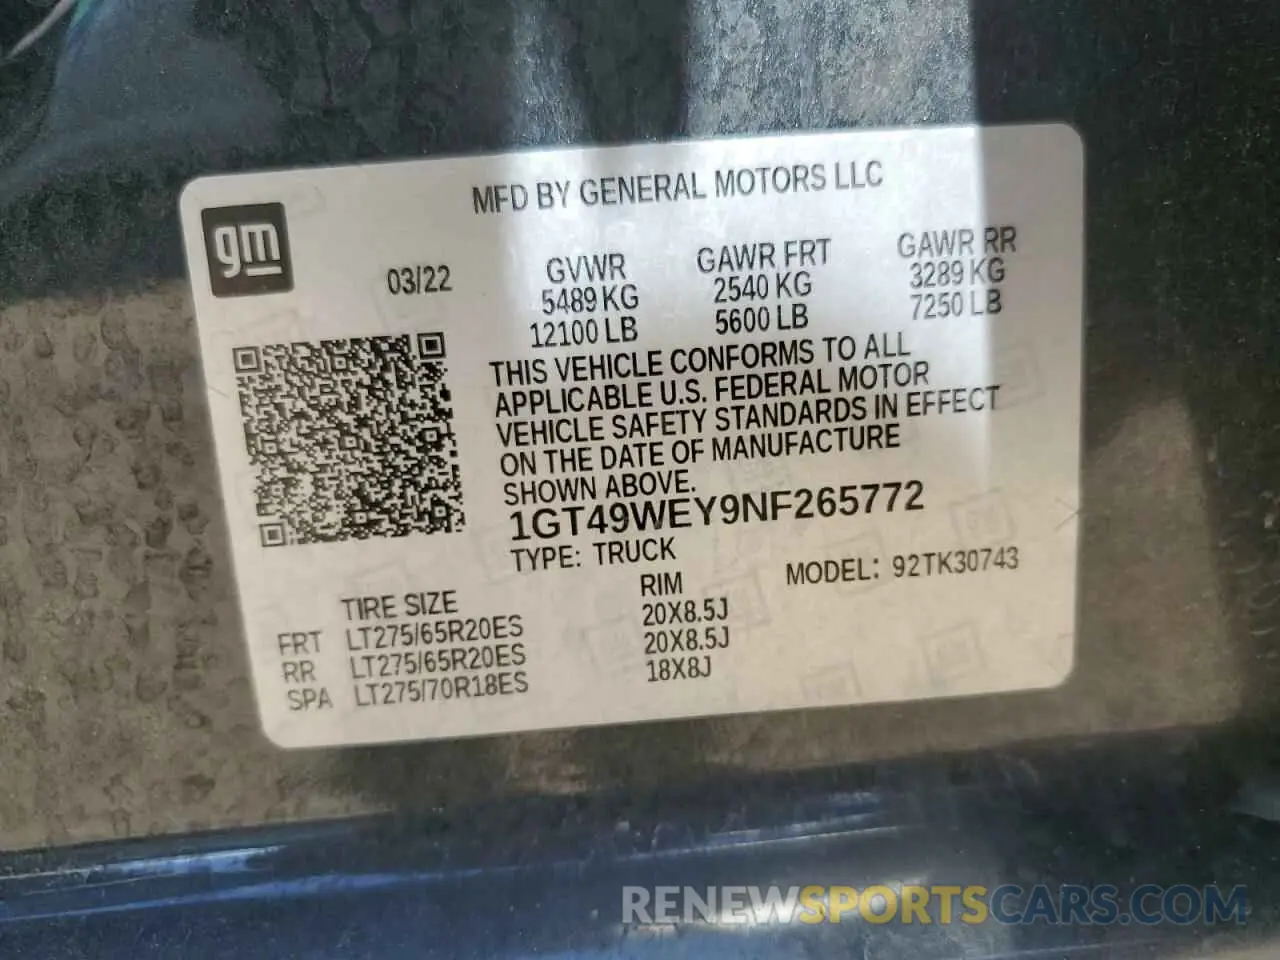 MFD BY GENERAL MOTORS LLC
gm
03/22
GVWR GAWR FRT GAWR RR
5489 KG 2540 KG 3289 KG
12100 LB 5600 LB 7250 LB
THIS VEHICLE CONFORMS TO ALL
APPLICABLE U.S. FEDERAL MOTOR
VEHICLE SAFETY STANDARDS IN EFFECT
ON THE DATE OF MANUFACTURE
SHOWN ABOVE.
1GT49WEY9NF265772
TYPE: TRUCK MODEL: 92TK30743
TIRE SIZE RIM
FRT LT275/65R20ES 20X8.5J
RR LT275/65R20ES 20X8.5J
SPA LT275/70R18ES 18X8J
RENEWSPORTSCARS.COM